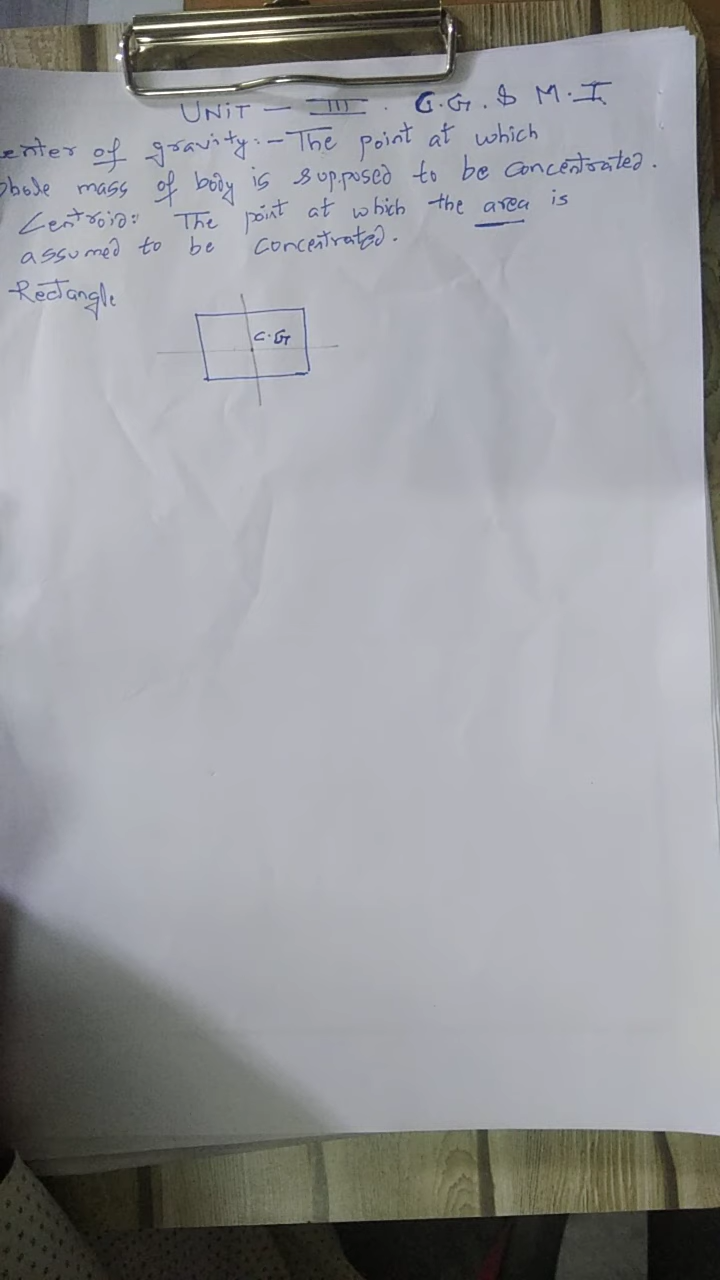 UNIT – III. C.G. & M.I
enter of gravity:- The point at which
whole mass of body is supposed to be concentrated.
Centroid: The point at which the area is
assumed to be concentrated.
Rectangle
C.G